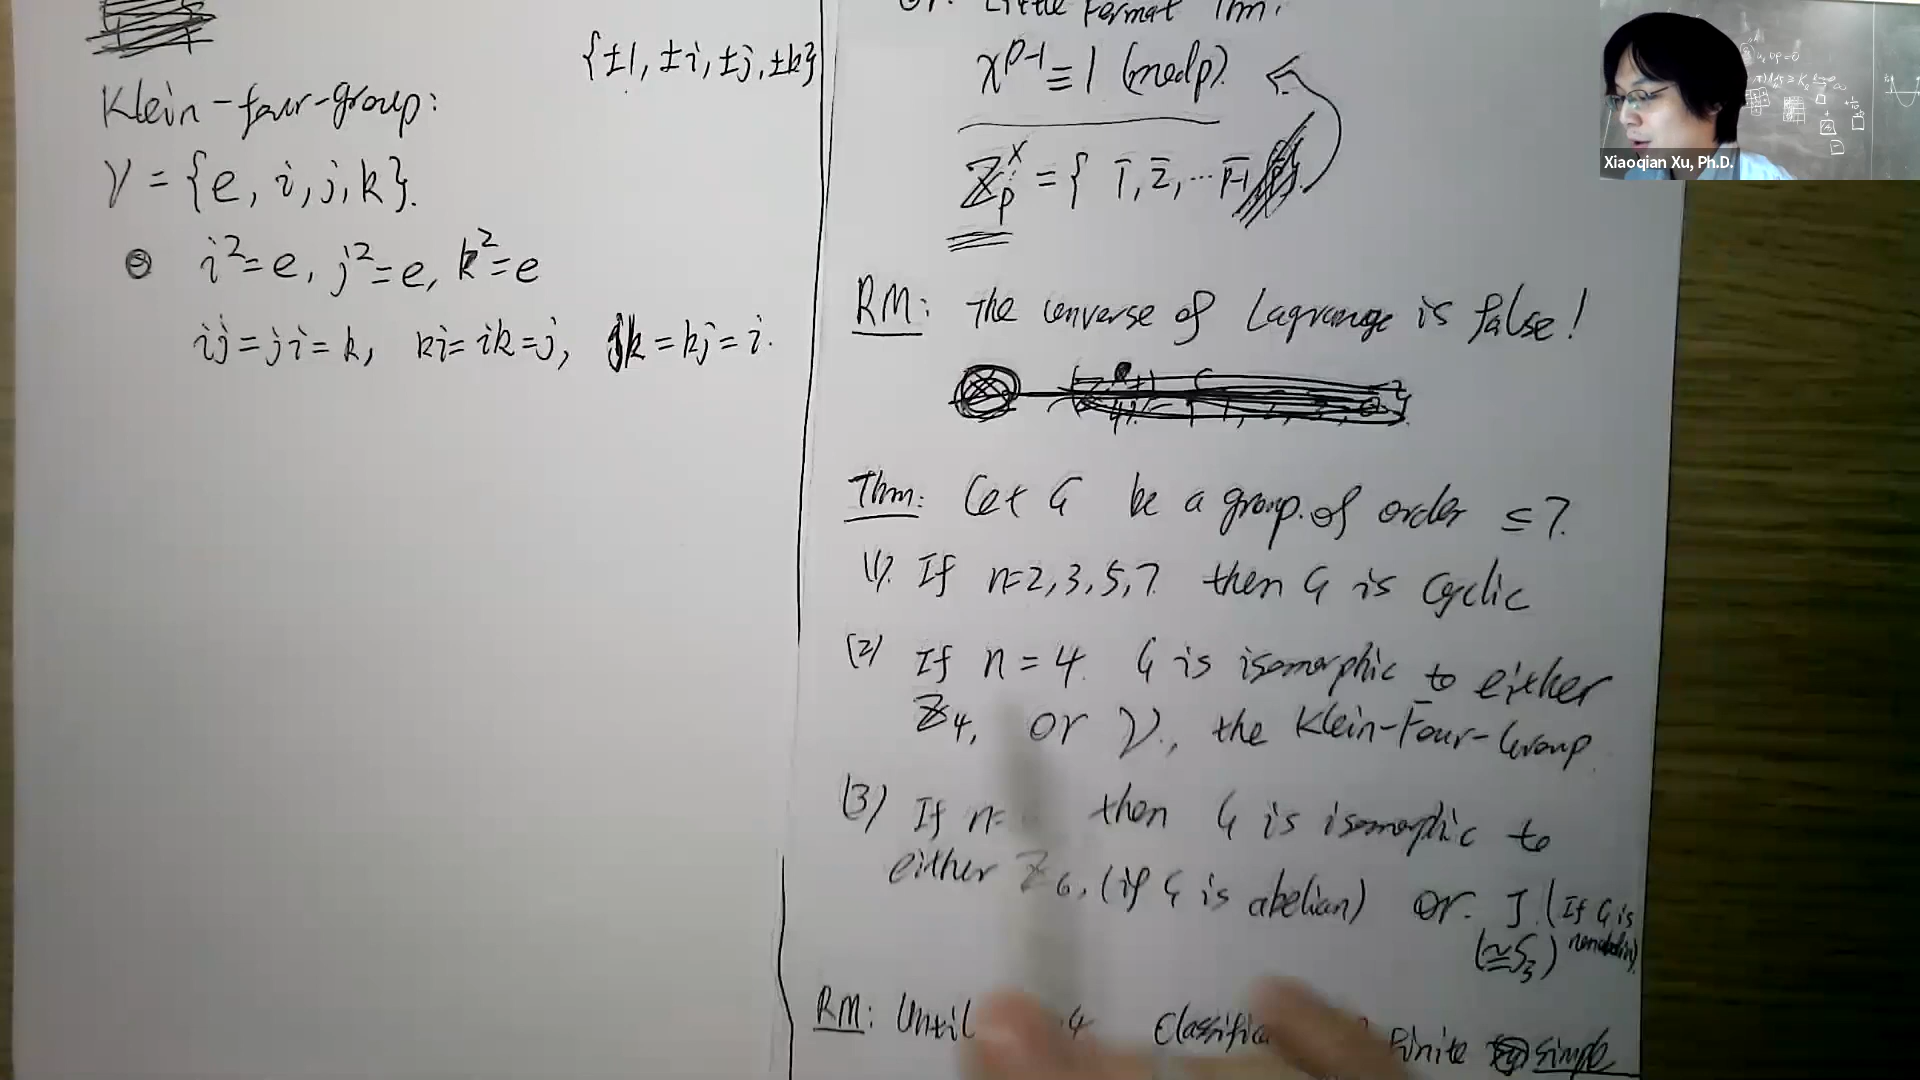 {±1, ±i, ±j, ±k}
Klein-four-group:
V = {e, i, j, k}.
i²=e, j²=e, k²=e
ij=ji=k, ki=ik=j, jk=kj=i.
Little Fermat Thm.
x^{p-1} ≡ 1 (mod p).
Z_p^× = { 1̄, 2̄, ... p-1
RM: The converse of Lagrange is false!
Thm: Let G be a group of order ≤ 7.
(1). If n=2,3,5,7 then G is cyclic
(2) If n=4. G is isomorphic to either
Z₄, or V., the Klein-Four-Group
(3) If n= then G is isomorphic to
either Z₆, (if G is abelian) or J (If G is
(≃S₃) nonabelian)
RM: Until 4 Finite simple
Xiaoqian Xu, Ph.D.